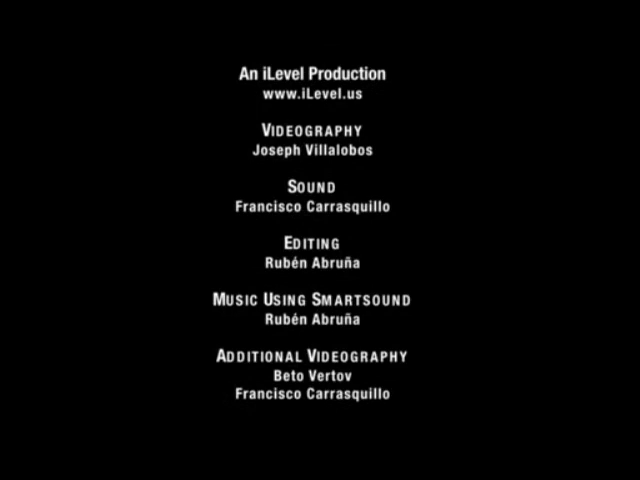 An iLevel Production
www.iLevel.us
VIDEOGRAPHY
Joseph Villalobos
SOUND
Francisco Carrasquillo
EDITING
Rubén Abruña
MUSIC USING SMARTSOUND
Rubén Abruña
ADDITIONAL VIDEOGRAPHY
Beto Vertov
Francisco Carrasquillo